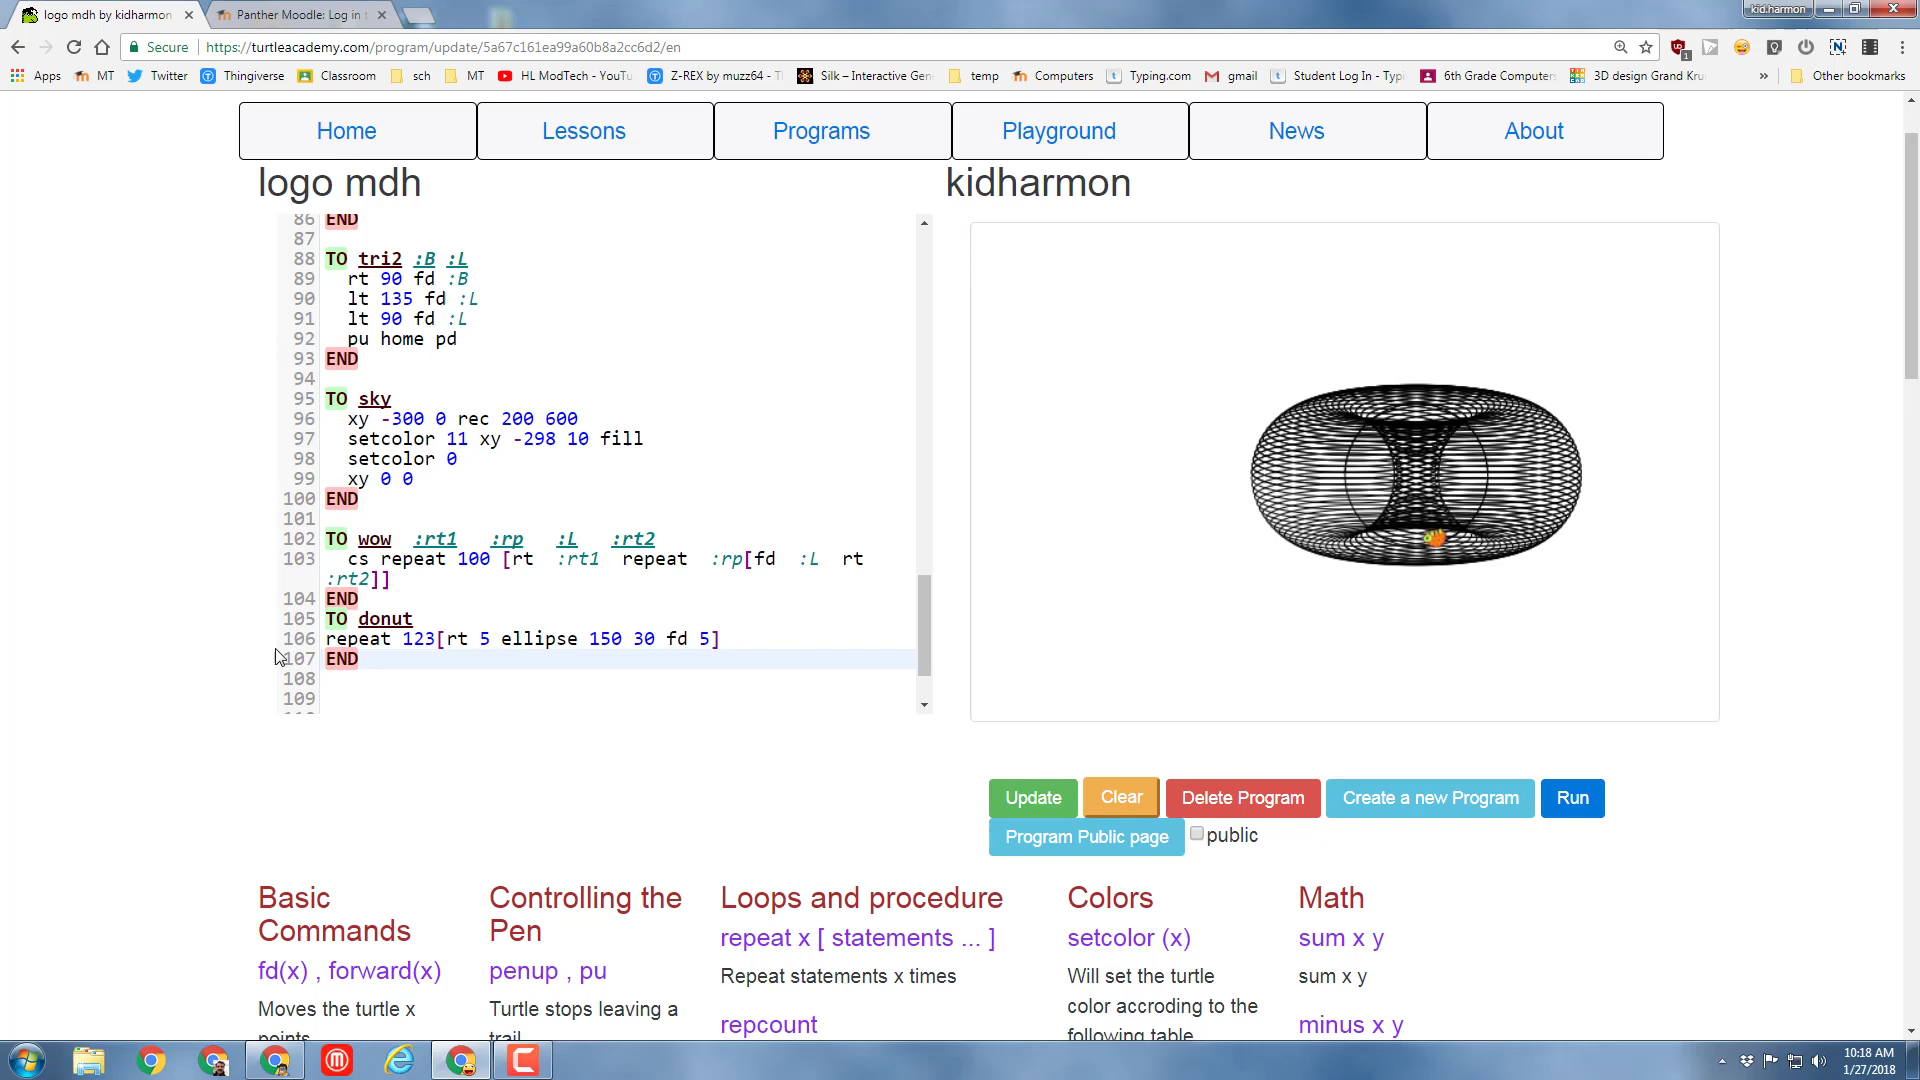 logo mdh by kidharmon
Panther Moodle: Log in t
kid.harmon
Secure
https://turtleacademy.com/program/update/5a67c161ea99a60b8a2cc6d2/en
Apps MT Twitter Thingiverse Classroom sch MT HL ModTech - YouTu Z-REX by muzz64 - T Silk – Interactive Gen temp Computers Typing.com gmail Student Log In - Typi 6th Grade Computers 3D design Grand Kru » Other bookmarks
Home Lessons Programs Playground News About
logo mdh
kidharmon
86 END
87
88 TO tri2 :B :L
89 rt 90 fd :B
90 lt 135 fd :L
91 lt 90 fd :L
92 pu home pd
93 END
94
95 TO sky
96 xy -300 0 rec 200 600
97 setcolor 11 xy -298 10 fill
98 setcolor 0
99 xy 0 0
100 END
101
102 TO wow :rt1 :rp :L :rt2
103 cs repeat 100 [rt :rt1 repeat :rp[fd :L rt
:rt2]]
104 END
105 TO donut
106 repeat 123[rt 5 ellipse 150 30 fd 5]
107 END
108
109
Update Clear Delete Program Create a new Program Run
Program Public page public
Basic
Commands
fd(x) , forward(x)
Moves the turtle x
points
Controlling the
Pen
penup , pu
Turtle stops leaving a
trail
Loops and procedure
repeat x [ statements ... ]
Repeat statements x times
repcount
Colors
setcolor (x)
Will set the turtle
color accroding to the
following table
Math
sum x y
sum x y
minus x y
10:18 AM
1/27/2018